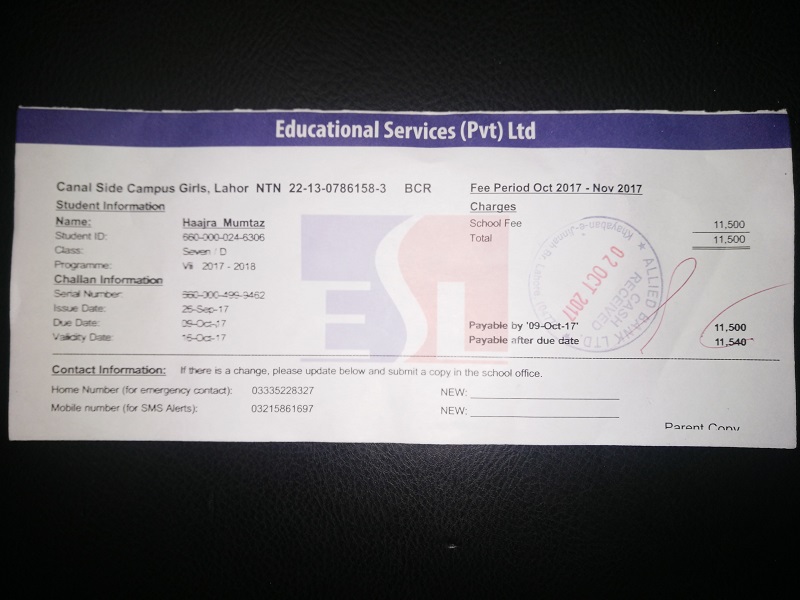 Educational Services (Pvt) Ltd
Canal Side Campus Girls, Lahor NTN 22-13-0786158-3 BCR
Student Information
Name: Haajra Mumtaz
Student ID: 660-000-024-6306
Class: Seven / D
Programme: VII 2017 - 2018
Challan Information
Serial Number: 560-000-499-9462
Issue Date: 25-Sep-17
Due Date: 09-Oct-17
Validity Date: 16-Oct-17
Fee Period Oct 2017 - Nov 2017
Charges
School Fee 11,500
Total 11,500
Payable by '09-Oct-17' 11,500
Payable after due date 11,540
ESL
ALLIED BANK LTD.
Khayaban-e-Jinnah Br Lahore
02 OCT 2017
CASH
RECEIVED
Contact Information: If there is a change, please update below and submit a copy in the school office.
Home Number (for emergency contact): 03335228327 NEW:
Mobile number (for SMS Alerts): 03215861697 NEW:
Parent Copy